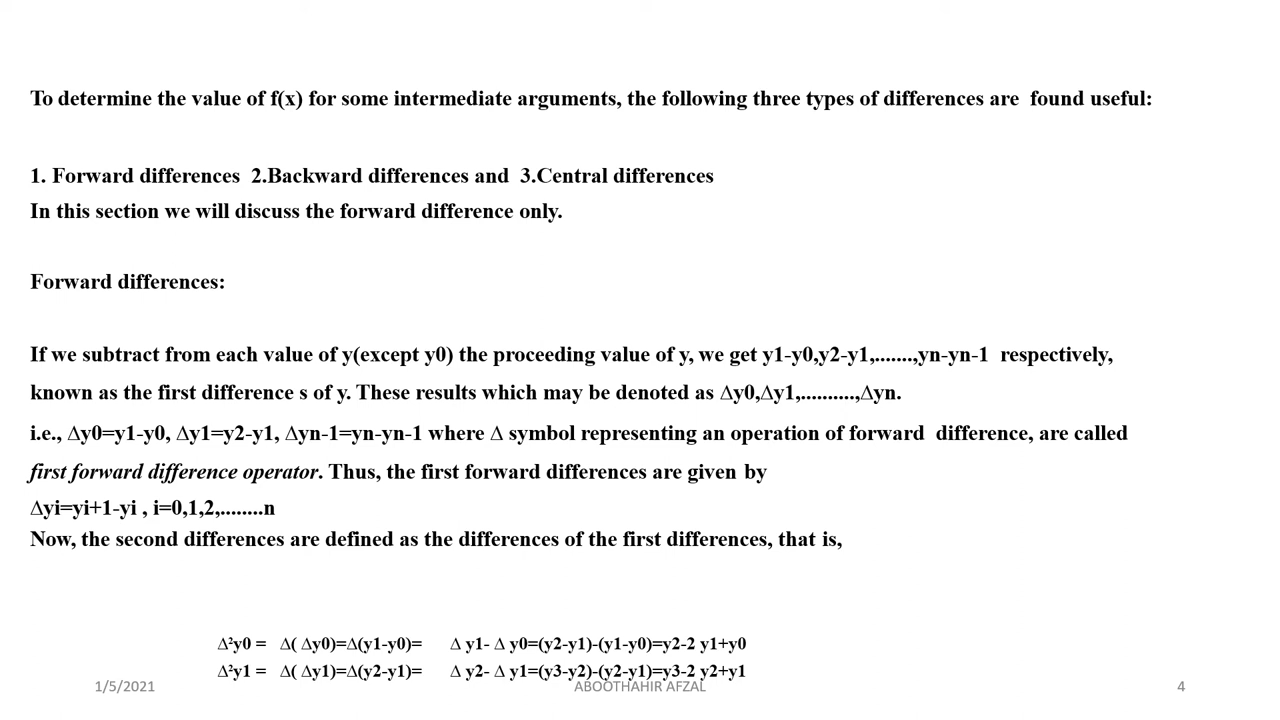 To determine the value of f(x) for some intermediate arguments, the following three types of differences are found useful:
1. Forward differences 2.Backward differences and 3.Central differences
In this section we will discuss the forward difference only.
Forward differences:
If we subtract from each value of y(except y0) the proceeding value of y, we get y1-y0,y2-y1,.......,yn-yn-1 respectively,
known as the first difference s of y. These results which may be denoted as ∆y0,∆y1,..........,∆yn.
i.e., ∆y0=y1-y0, ∆y1=y2-y1, ∆yn-1=yn-yn-1 where ∆ symbol representing an operation of forward difference, are called
first forward difference operator. Thus, the first forward differences are given by
∆yi=yi+1-yi , i=0,1,2,........n
Now, the second differences are defined as the differences of the first differences, that is,
∆²y0 = ∆( ∆y0)=∆(y1-y0)= ∆ y1- ∆ y0=(y2-y1)-(y1-y0)=y2-2 y1+y0
∆²y1 = ∆( ∆y1)=∆(y2-y1)= ∆ y2- ∆ y1=(y3-y2)-(y2-y1)=y3-2 y2+y1
1/5/2021 ABOOTHAHIR AFZAL 4